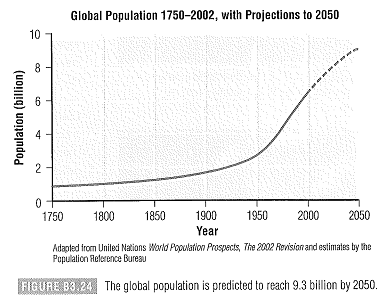 Global Population 1750–2002, with Projections to 2050
10
8
6
4
2
0
Population (billion)
1750 1800 1850 1900 1950 2000 2050
Year
Adapted from United Nations World Population Prospects, The 2002 Revision and estimates by the
Population Reference Bureau
FIGURE B3.24 The global population is predicted to reach 9.3 billion by 2050.